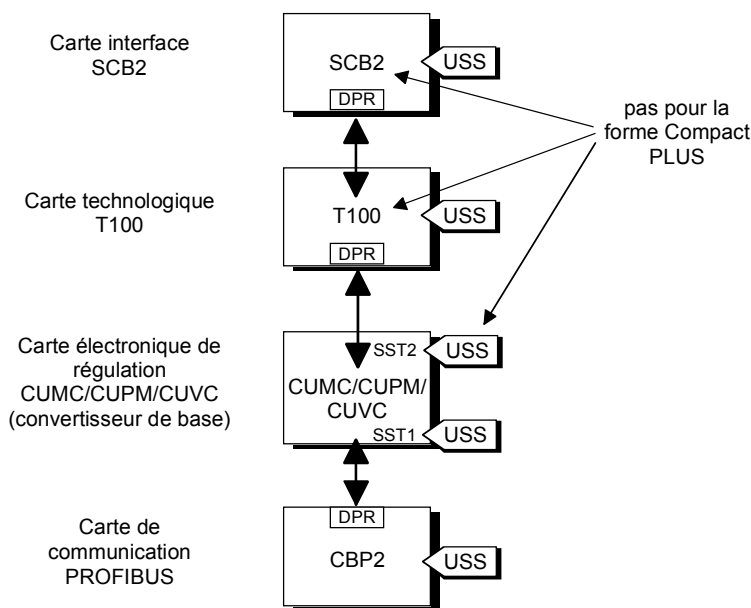 Carte interface
SCB2
SCB2
USS
DPR
pas pour la
forme Compact
PLUS
Carte technologique
T100
T100
USS
DPR
Carte électronique de
régulation
CUMC/CUPM/CUVC
(convertisseur de base)
SST2
USS
CUMC/CUPM/
CUVC
SST1
USS
Carte de
communication
PROFIBUS
DPR
CBP2
USS